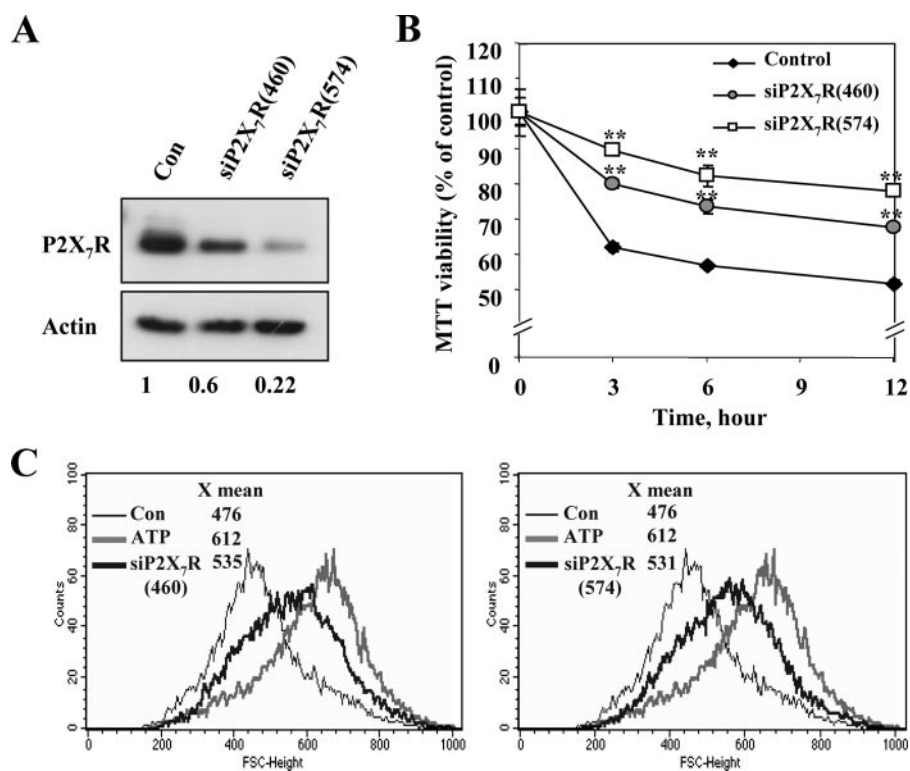 A
Con
siP2X₇R(460)
siP2X₇R(574)
P2X₇R
Actin
1 0.6 0.22
B
MTT viability (% of control)
120
110
100
90
80
70
60
0
Control
siP2X₇R(460)
siP2X₇R(574)
**
**
**
**
**
**
0 3 6 9 12
Time, hour
C
Counts
100
80
60
40
20
0
X mean
Con 476
ATP 612
siP2X₇R 535
(460)
0 200 400 600 800 1000
FSC-Height
Counts
100
80
60
40
20
0
X mean
Con 476
ATP 612
siP2X₇R 531
(574)
0 200 400 600 800 1000
FSC-Height